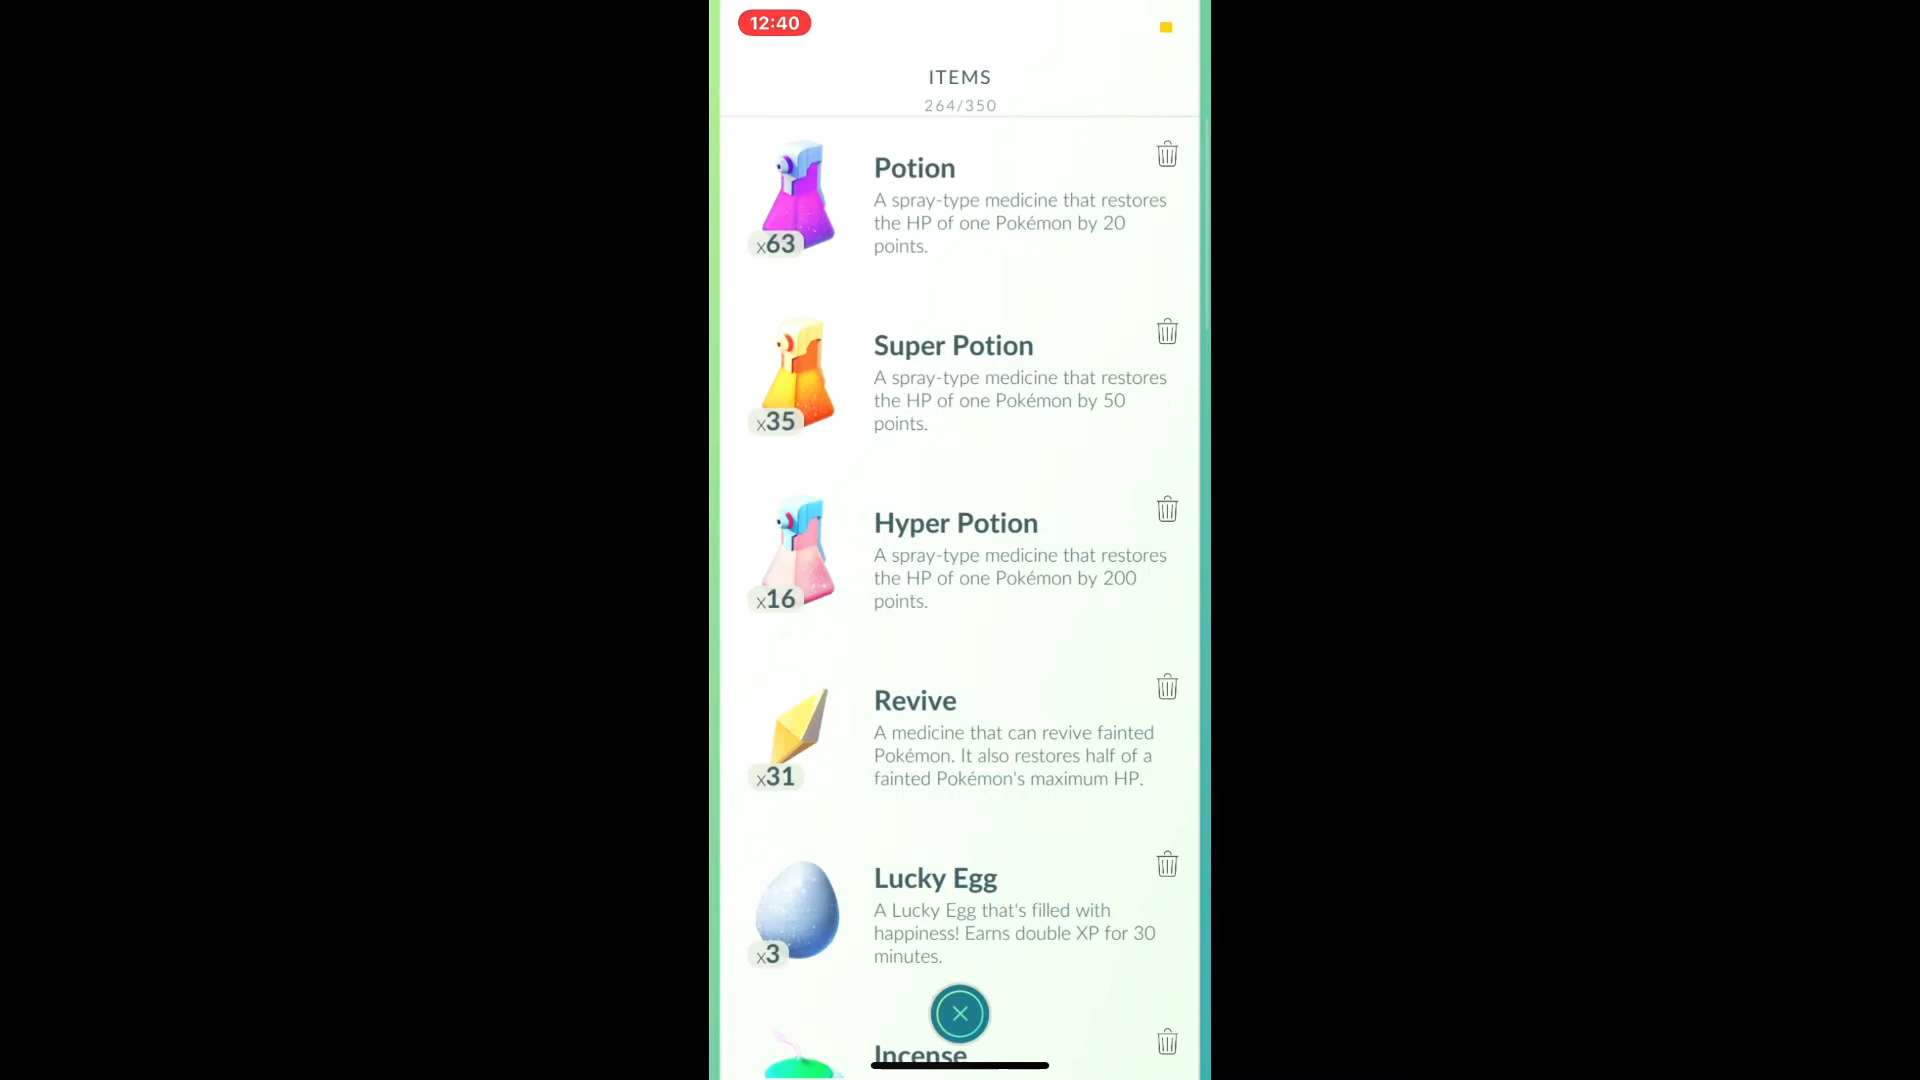 12:40
ITEMS
264/350
Potion
A spray-type medicine that restores
the HP of one Pokémon by 20
points.
x63
Super Potion
A spray-type medicine that restores
the HP of one Pokémon by 50
points.
x35
Hyper Potion
A spray-type medicine that restores
the HP of one Pokémon by 200
points.
x16
Revive
A medicine that can revive fainted
Pokémon. It also restores half of a
fainted Pokémon's maximum HP.
x31
Lucky Egg
A Lucky Egg that's filled with
happiness! Earns double XP for 30
minutes.
x3
Incense